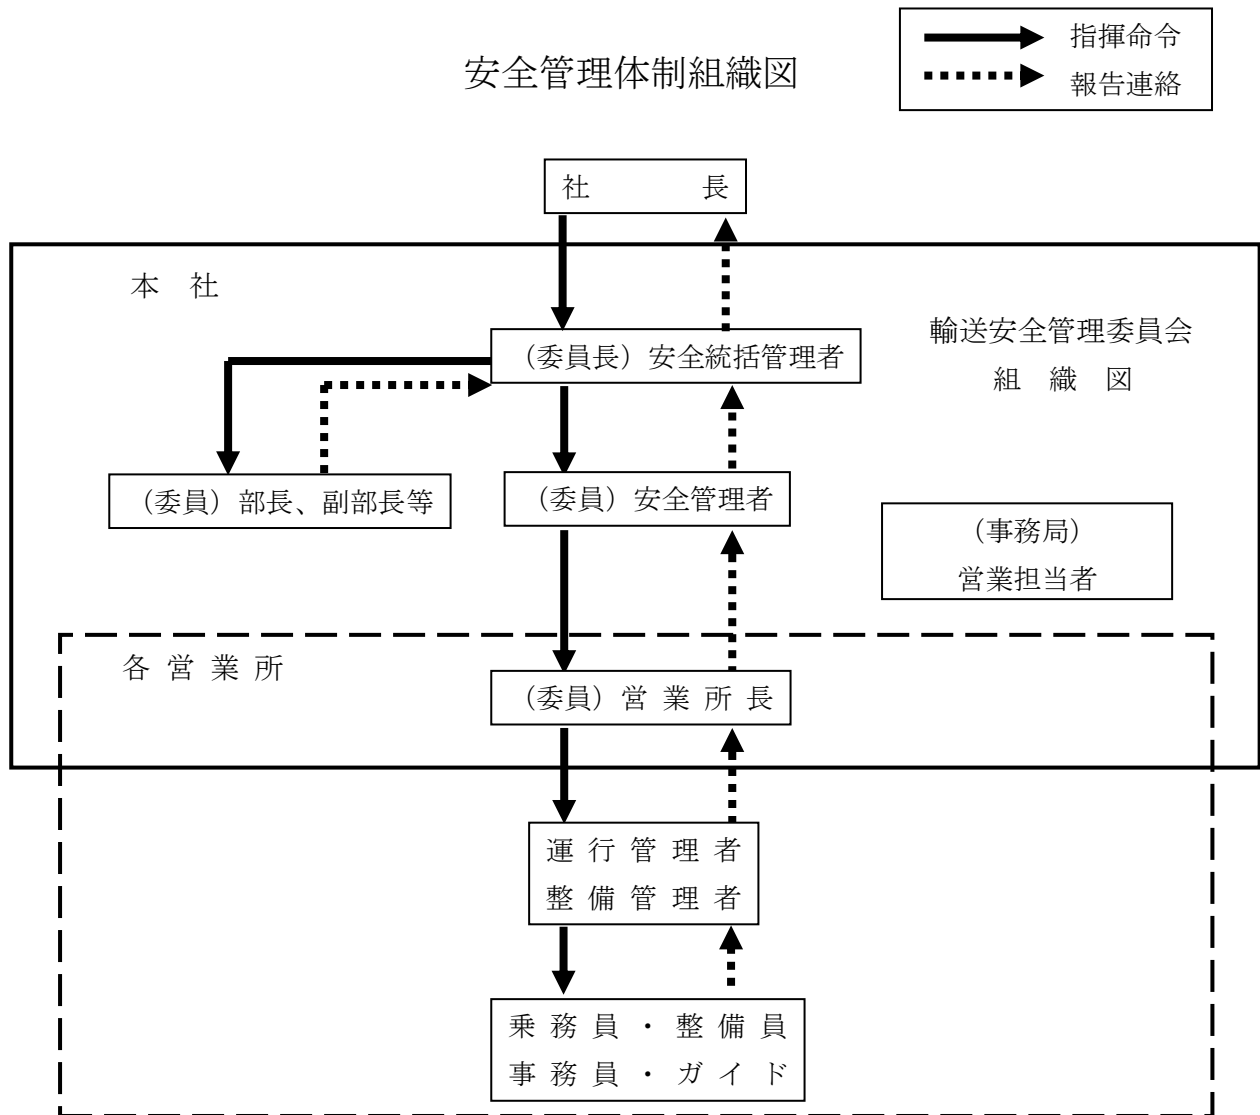 指揮命令
安全管理体制組織図
報告連絡
社 長
本 社
輸送安全管理委員会
(委員長)安全統括管理者
組 織 図
(委員)部長、副部長等
(委員)安全管理者
(事務局)
営業担当者
各 営 業 所
(委員)営 業 所 長
運 行 管 理 者
整 備 管 理 者
乗 務 員 ・ 整 備 員
事 務 員 ・ ガ イ ド